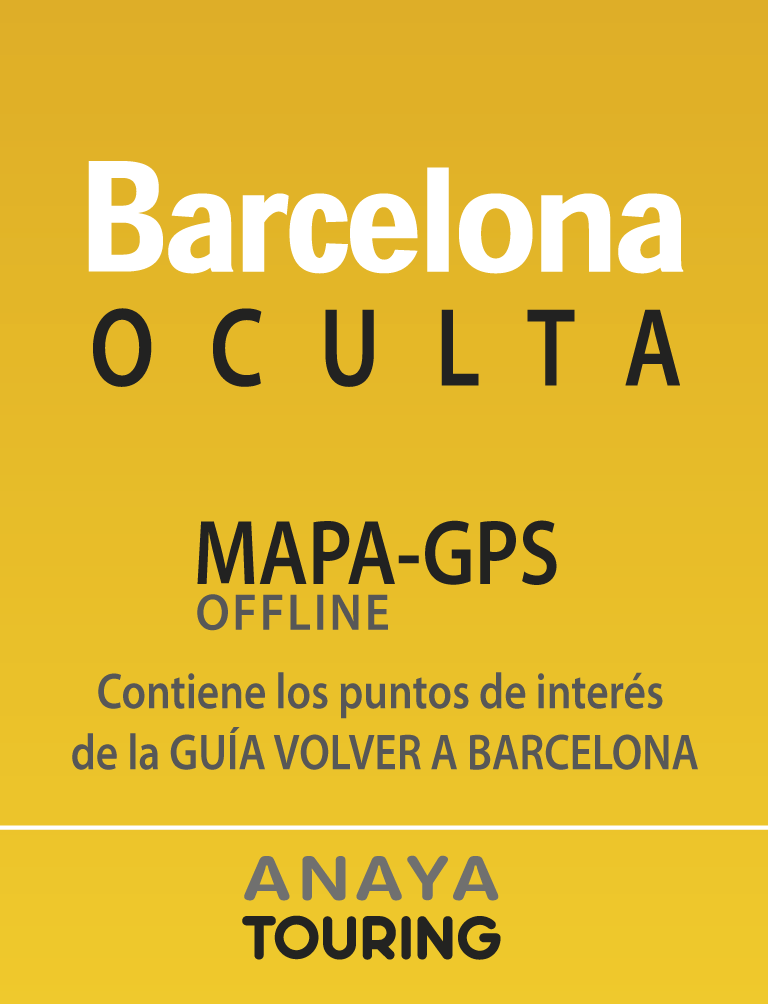 Barcelona
OCULTA
MAPA-GPS
OFFLINE
Contiene los puntos de interés
de la GUÍA VOLVER A BARCELONA
ANAYA
TOURING